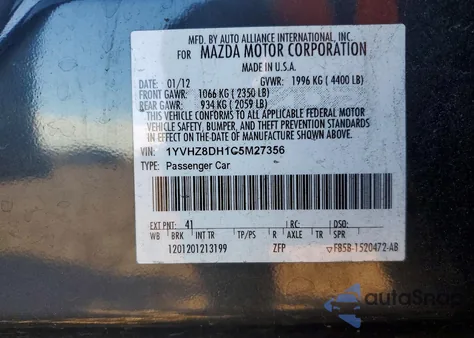 MFD. BY AUTO ALLIANCE INTERNATIONAL, INC.
FOR MAZDA MOTOR CORPORATION
MADE IN U.S.A.
DATE: 01/12 GVWR: 1996 KG (4400 LB)
FRONT GAWR: 1066 KG (2350 LB)
REAR GAWR: 934 KG (2059 LB)
THIS VEHICLE CONFORMS TO ALL APPLICABLE FEDERAL MOTOR
VEHICLE SAFETY, BUMPER, AND THEFT PREVENTION STANDARDS
IN EFFECT ON THE DATE OF MANUFACTURE SHOWN ABOVE.
VIN: 1YVHZ8DH1C5M27356
TYPE: Passenger Car
EXT PNT: 41 RC: DSO:
WB BRK INT TR TP/PS R AXLE TR SPR
1201201213199 ZFP ▽F85B-1520472-AB
autoSnap